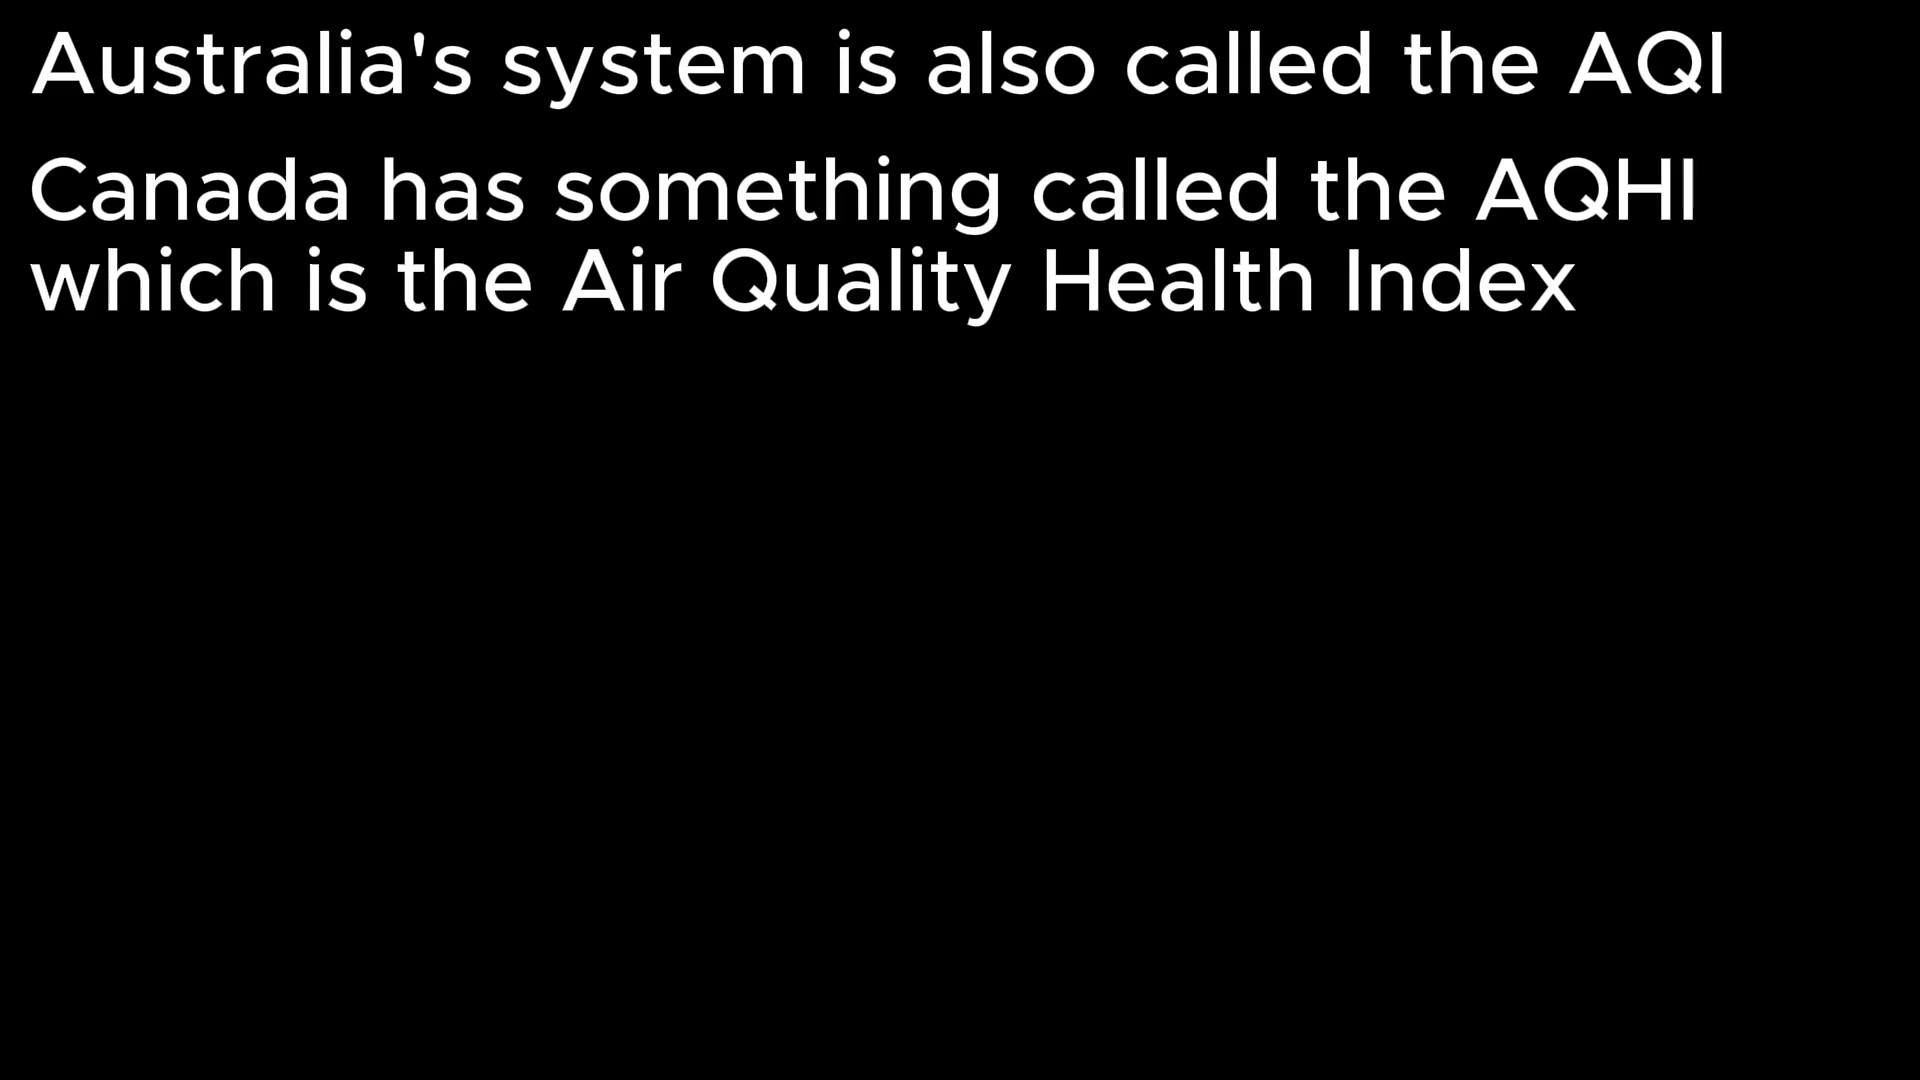 Australia's system is also called the AQI
Canada has something called the AQHI
which is the Air Quality Health Index